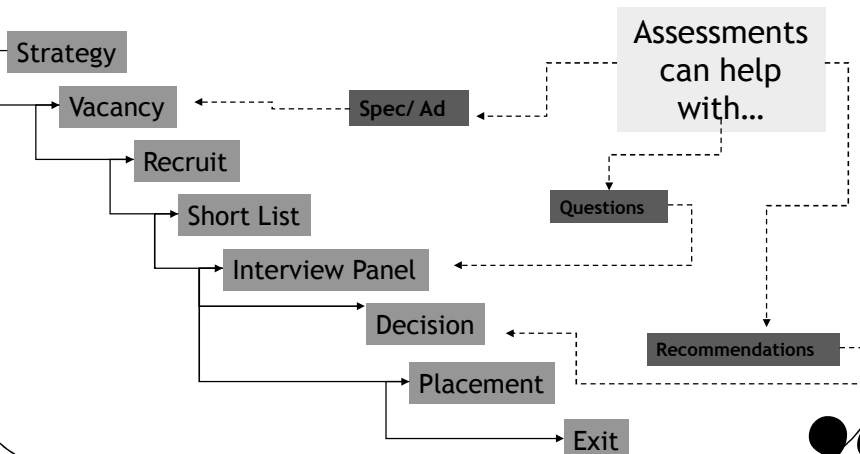 Strategy
Vacancy
Recruit
Short List
Interview Panel
Decision
Placement
Exit
Assessments
can help
with…
Spec/ Ad
Questions
Recommendations